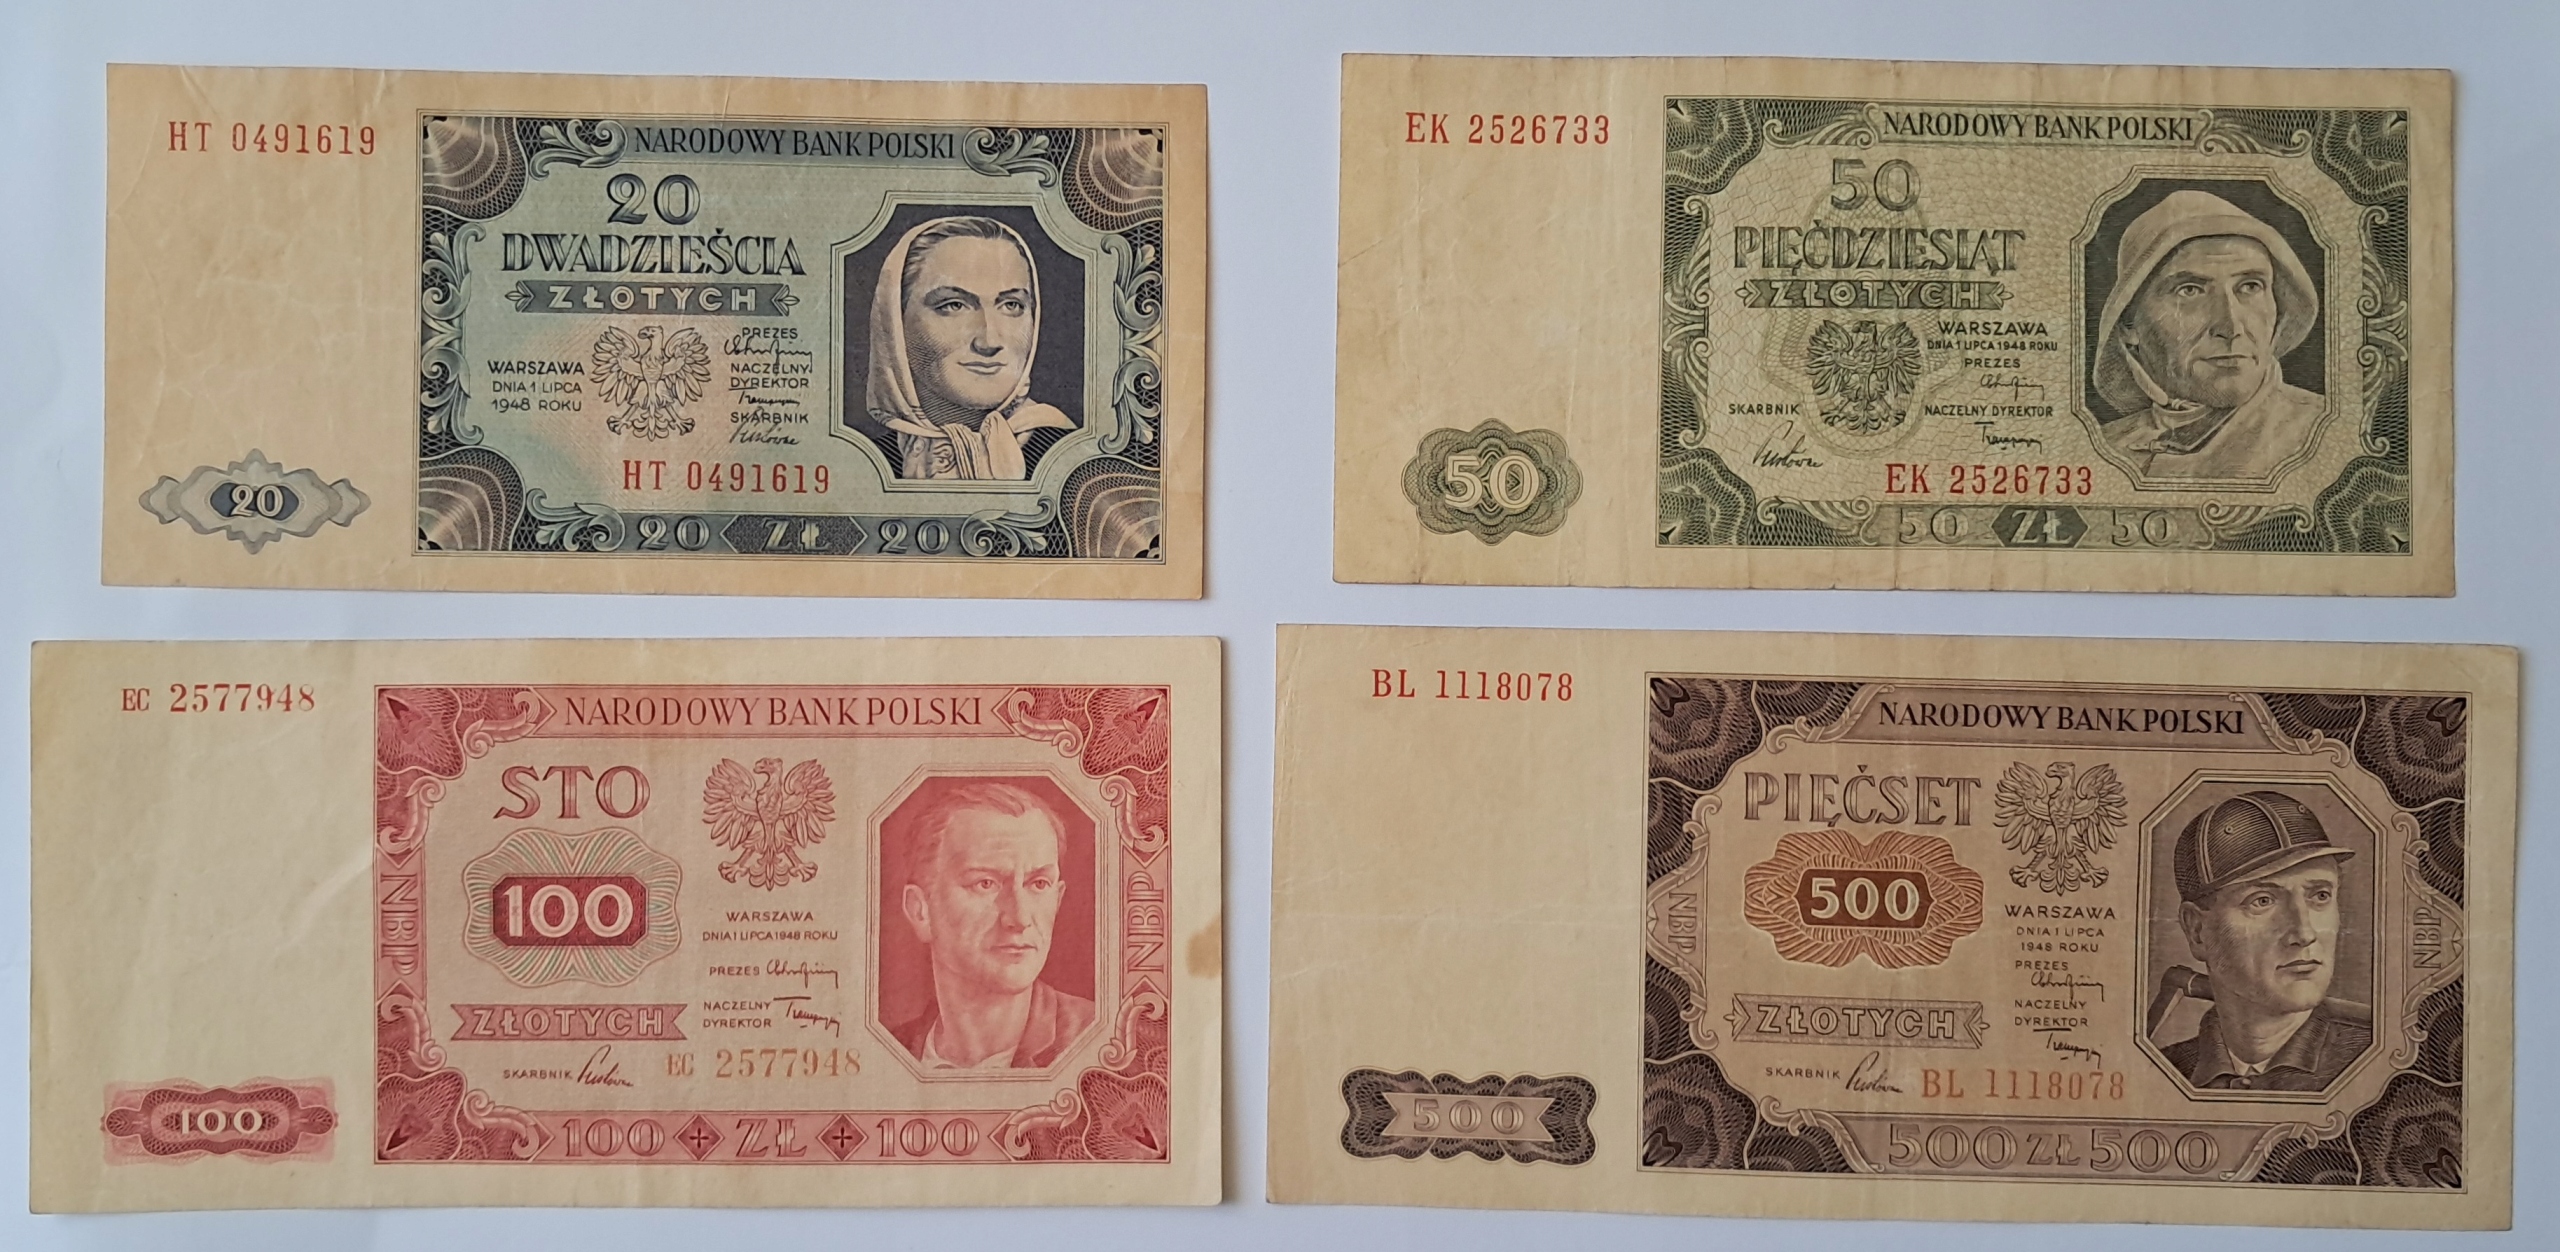 HT 0491619
NARODOWY BANK POLSKI
20
DWADZIEŚCIA
ZŁOTYCH
WARSZAWA
DNIA 1 LIPCA
1948 ROKU
PREZES
NACZELNY
DYREKTOR
SKARBNIK
HT 0491619
20
20 ZŁ 20
EK 2526733
NARODOWY BANK POLSKI
50
PIĘĆDZIESIĄT
ZŁOTYCH
WARSZAWA
DNIA 1 LIPCA 1948 ROKU
PREZES
SKARBNIK
NACZELNY DYREKTOR
EK 2526733
50
50 ZŁ 50
EC 2577948
NARODOWY BANK POLSKI
STO
100
NBP
NBP
WARSZAWA
DNIA 1 LIPCA 1948 ROKU
PREZES
NACZELNY
DYREKTOR
ZŁOTYCH
SKARBNIK
EC 2577948
100
100 ZŁ 100
BL 1118078
NARODOWY BANK POLSKI
PIĘĆSET
500
NBP
NBP
WARSZAWA
DNIA 1 LIPCA
1948 ROKU
PREZES
NACZELNY
DYREKTOR
ZŁOTYCH
SKARBNIK
BL 1118078
500
500 ZŁ 500